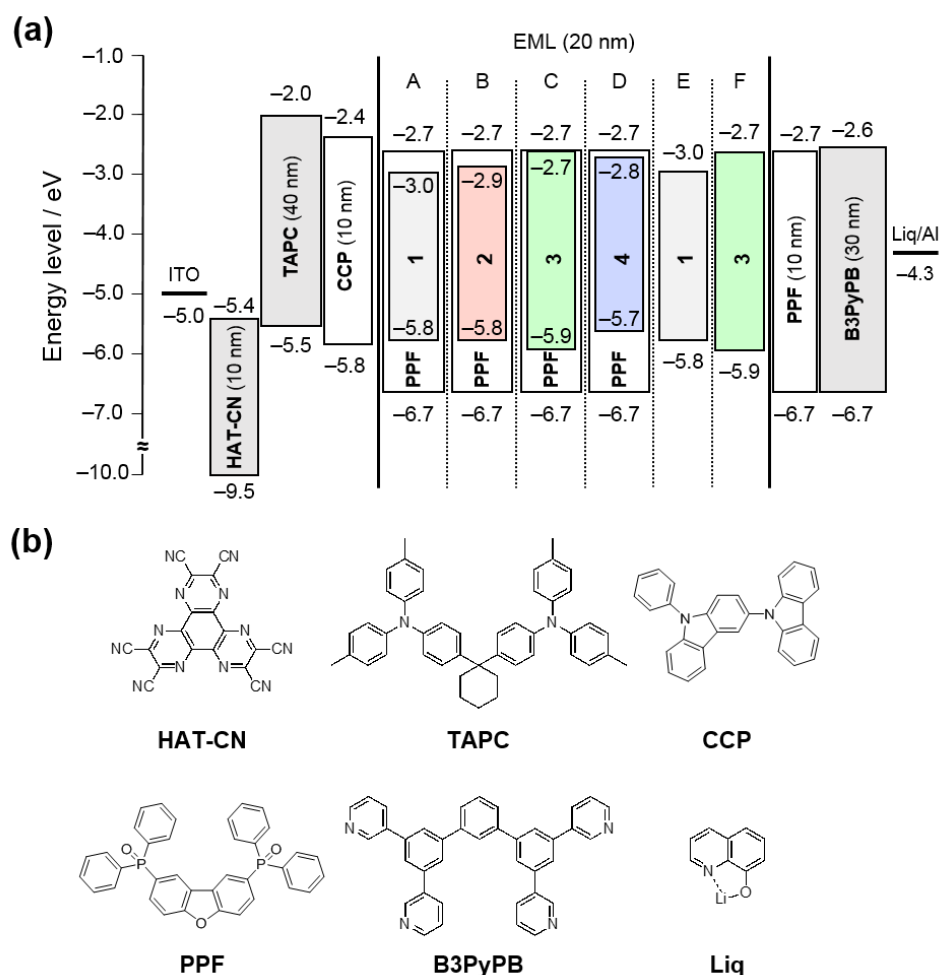 (a)
EML (20 nm)
Energy level / eV
–1.0
–2.0
–3.0
–4.0
–5.0
–6.0
–7.0
≈
–10.0
ITO
–5.0
–5.4
HAT-CN (10 nm)
–9.5
–2.0
TAPC (40 nm)
–5.5
–2.4
CCP (10 nm)
–5.8
A
–2.7
–3.0
1
–5.8
PPF
–6.7
B
–2.7
–2.9
2
–5.8
PPF
–6.7
C
–2.7
–2.7
3
–5.9
PPF
–6.7
D
–2.7
–2.8
4
–5.7
PPF
–6.7
E
–3.0
1
–5.8
F
–2.7
3
–5.9
–2.7
PPF (10 nm)
–6.7
–2.6
B3PyPB (30 nm)
–6.7
Liq/Al
–4.3
(b)
NC CN
N N
N N
NC CN
N N
NC CN
HAT-CN
N N
TAPC
N N
CCP
O O
P P
O
PPF
N N
N N
B3PyPB
N
Li O
Liq